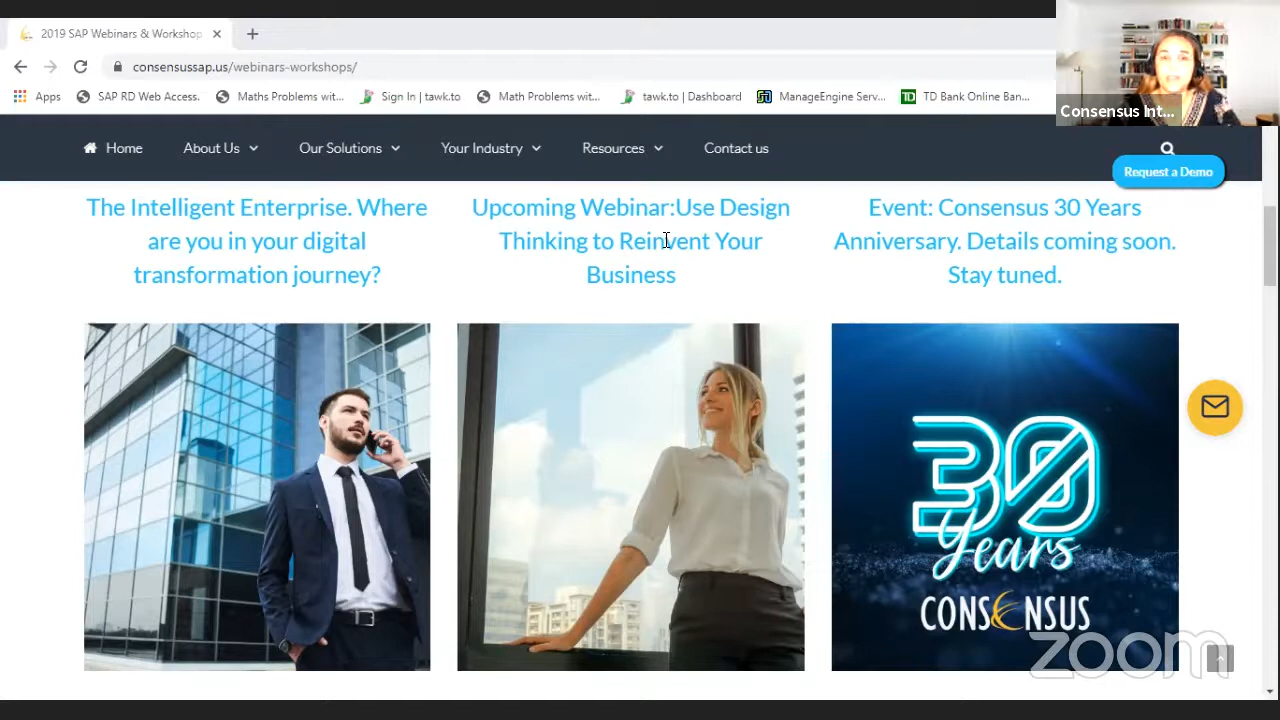 2019 SAP Webinars & Workshop
consensussap.us/webinars-workshops/
Apps SAP RD Web Access. Maths Problems wit... Sign In | tawk.to Math Problems wit... tawk.to | Dashboard ManageEngine Serv... TD Bank Online Ban...
Consensus Int...
Home About Us Our Solutions Your Industry Resources Contact us
Request a Demo
The Intelligent Enterprise. Where
are you in your digital
transformation journey?
Upcoming Webinar:Use Design
Thinking to Reinvent Your
Business
Event: Consensus 30 Years
Anniversary. Details coming soon.
Stay tuned.
30
Years
CONSENSUS
zoom